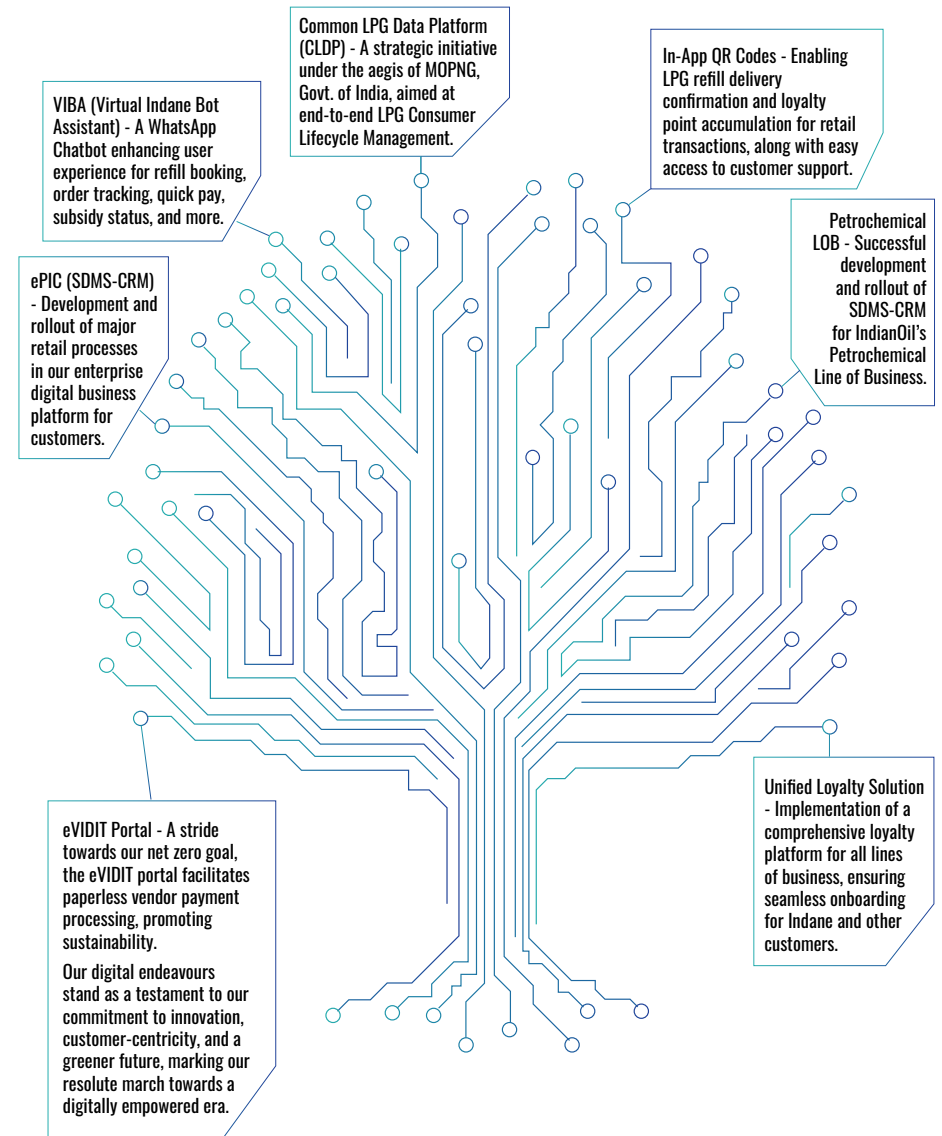 Common LPG Data Platform
(CLDP) - A strategic initiative
under the aegis of MOPNG,
Govt. of India, aimed at
end-to-end LPG Consumer
Lifecycle Management.
In-App QR Codes - Enabling
LPG refill delivery
confirmation and loyalty
point accumulation for retail
transactions, along with easy
access to customer support.
VIBA (Virtual Indane Bot
Assistant) - A WhatsApp
Chatbot enhancing user
experience for refill booking,
order tracking, quick pay,
subsidy status, and more.
Petrochemical
LOB - Successful
development
and rollout of
SDMS-CRM
for IndianOil's
Petrochemical
Line of Business.
ePIC (SDMS-CRM)
- Development and
rollout of major
retail processes
in our enterprise
digital business
platform for
customers.
eVIDIT Portal - A stride
towards our net zero goal,
the eVIDIT portal facilitates
paperless vendor payment
processing, promoting
sustainability.
Our digital endeavours
stand as a testament to our
commitment to innovation,
customer-centricity, and a
greener future, marking our
resolute march towards a
digitally empowered era.
Unified Loyalty Solution
- Implementation of a
comprehensive loyalty
platform for all lines
of business, ensuring
seamless onboarding
for Indane and other
customers.